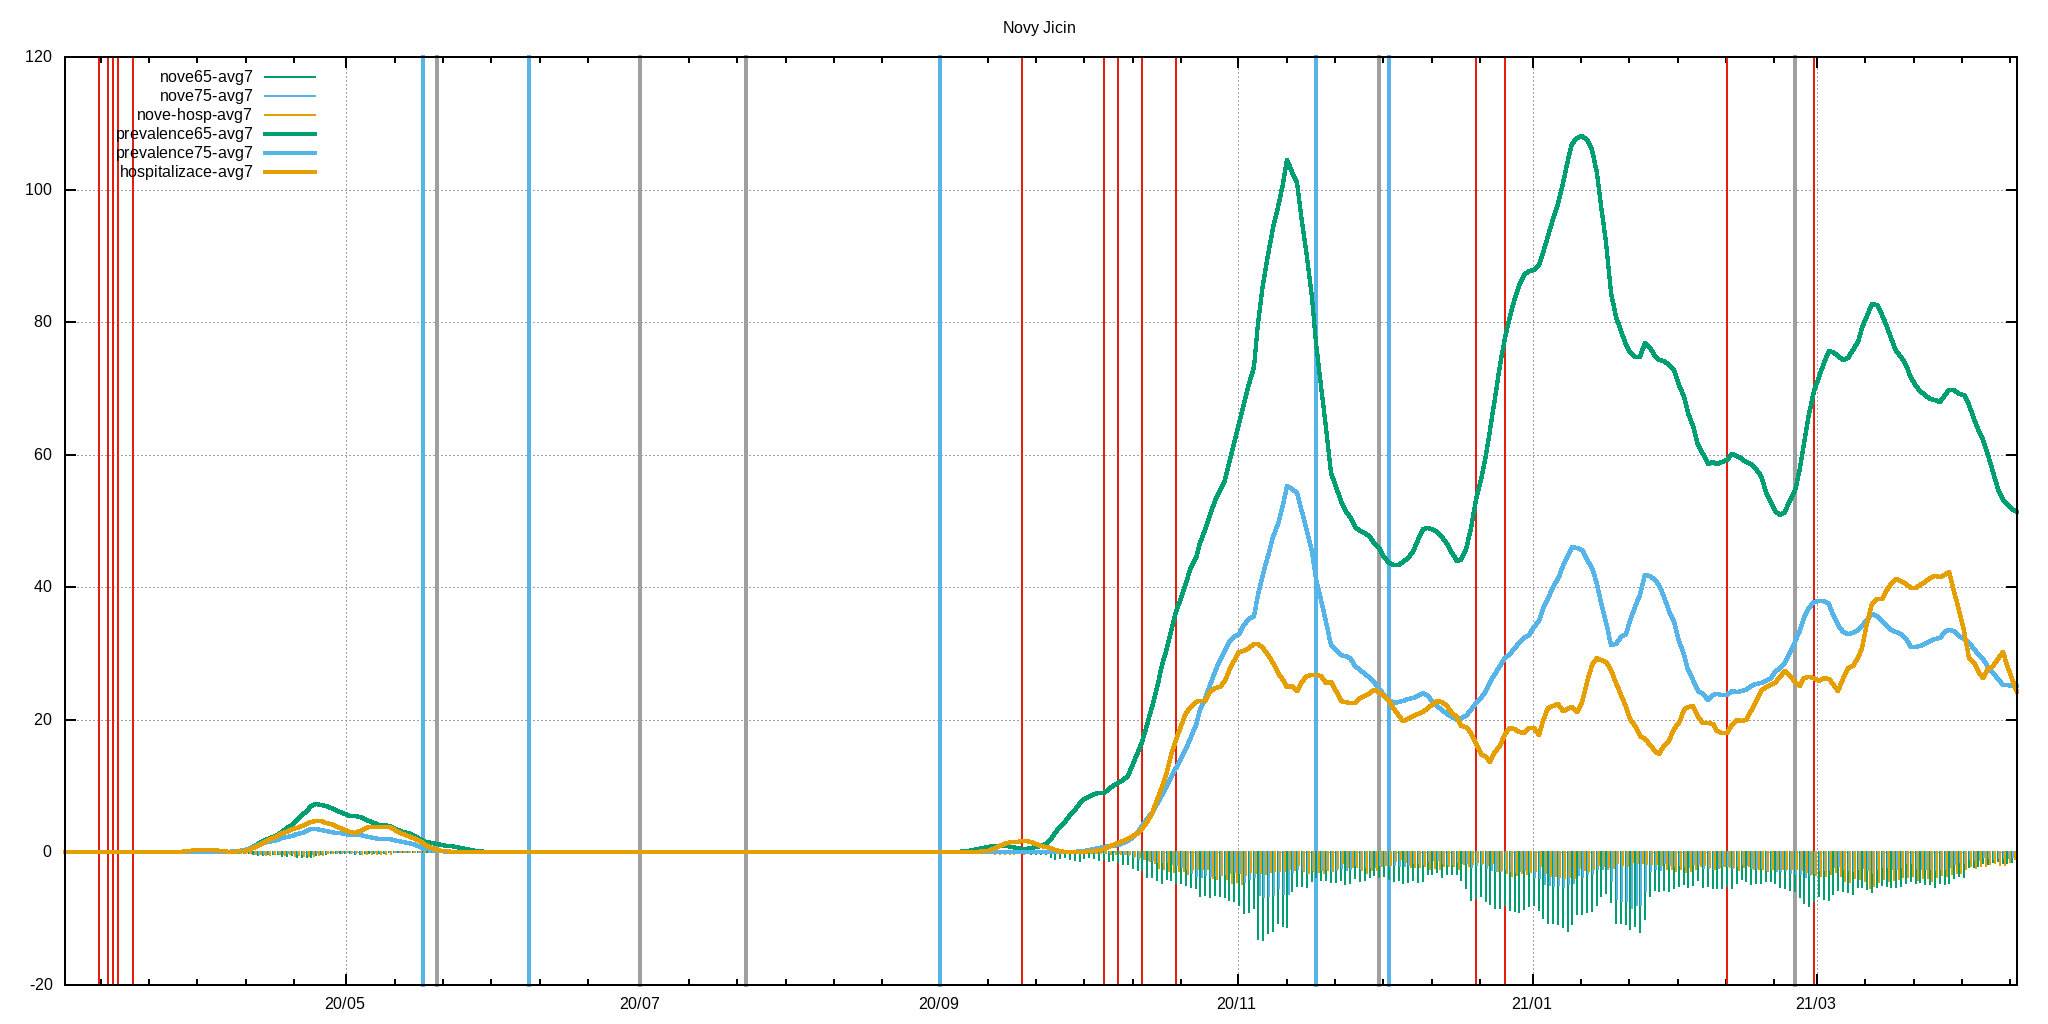 Novy Jicin
120
100
80
60
40
20
0
-20
nove65-avg7
nove75-avg7
nove-hosp-avg7
prevalence65-avg7
prevalence75-avg7
hospitalizace-avg7
20/05 20/07 20/09 20/11 21/01 21/03